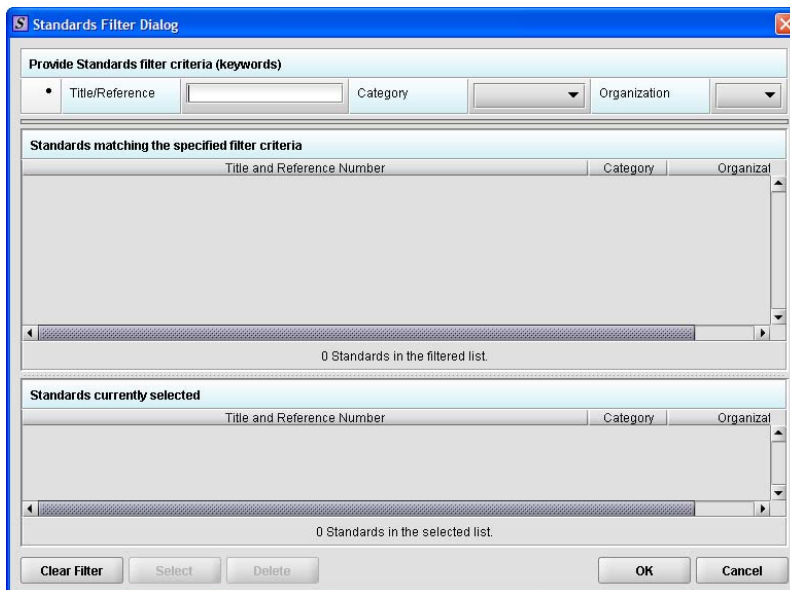 S Standards Filter Dialog
Provide Standards filter criteria (keywords)
• Title/Reference Category Organization
Standards matching the specified filter criteria
Title and Reference Number Category Organizat
0 Standards in the filtered list.
Standards currently selected
Title and Reference Number Category Organizat
0 Standards in the selected list.
Clear Filter Select Delete OK Cancel